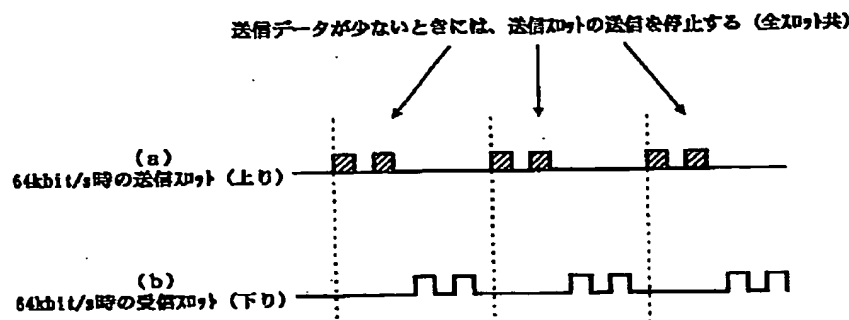 送信データが少ないときには、送信スロットの送信を停止する（全スロット共）
(a)
64kbit/s時の送信スロット（上り）
(b)
64kbit/s時の受信スロット（下り）